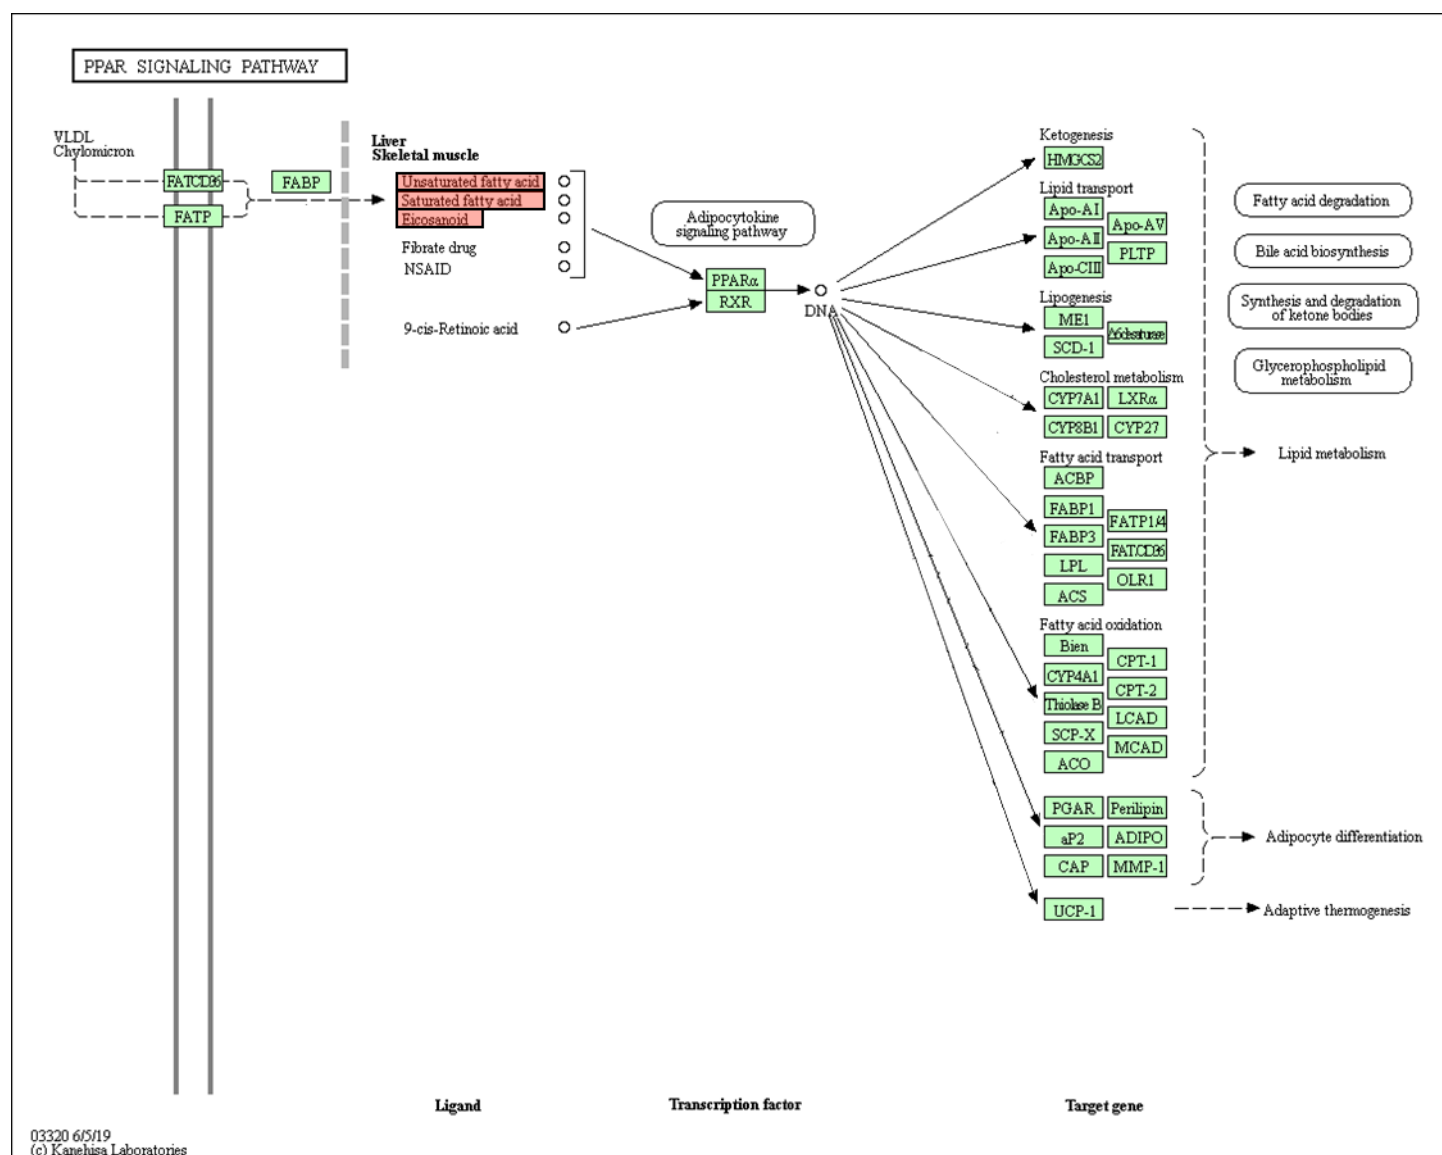 PPAR SIGNALING PATHWAY
VLDL
Chylomicron
FATCD36
FATP
FABP
Liver
Skeletal muscle
Unsaturated fatty acid
Saturated fatty acid
Eicosanoid
Fibrate drug
NSAID
9-cis-Retinoic acid
Adipocytokine
signaling pathway
PPARα
RXR
DNA
Ketogenesis
HMGCS2
Lipid transport
Apo-AI
Apo-AV
Apo-AII
PLTP
Apo-CIII
Lipogenesis
ME1
Δ6desaturase
SCD-1
Cholesterol metabolism
CYP7A1
LXRα
CYP8B1
CYP27
Fatty acid transport
ACBP
FABP1
FATP1/4
FABP3
FATCD36
LPL
OLR1
ACS
Fatty acid oxidation
Bien
CPT-1
CYP4A1
CPT-2
Thiolase B
LCAD
SCP-X
MCAD
ACO
PGAR
Perilipin
aP2
ADIPO
CAP
MMP-1
UCP-1
Fatty acid degradation
Bile acid biosynthesis
Synthesis and degradation
of ketone bodies
Glycerophospholipid
metabolism
Lipid metabolism
Adipocyte differentiation
Adaptive thermogenesis
Ligand
Transcription factor
Target gene
03320 6/5/19
(c) Kanehisa Laboratories